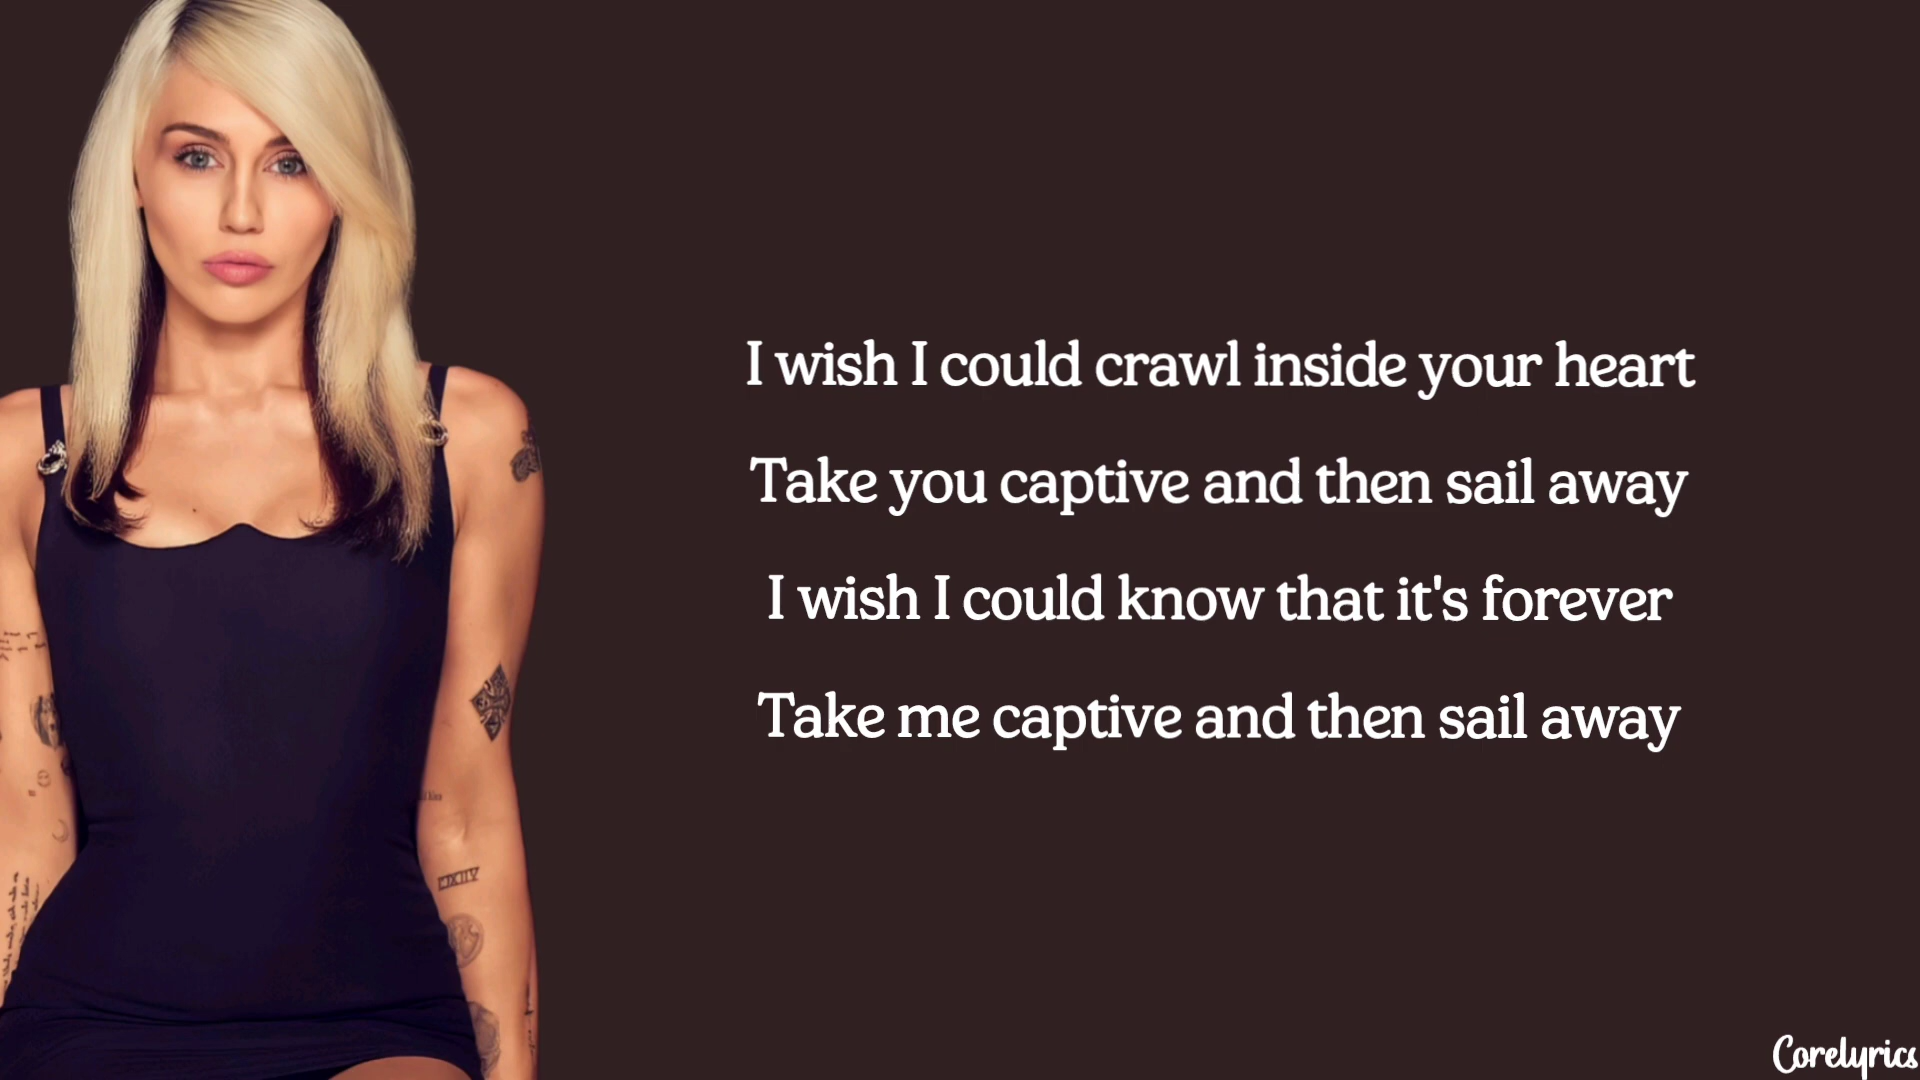 I wish I could crawl inside your heart
Take you captive and then sail away
I wish I could know that it's forever
Take me captive and then sail away
Corelyrics